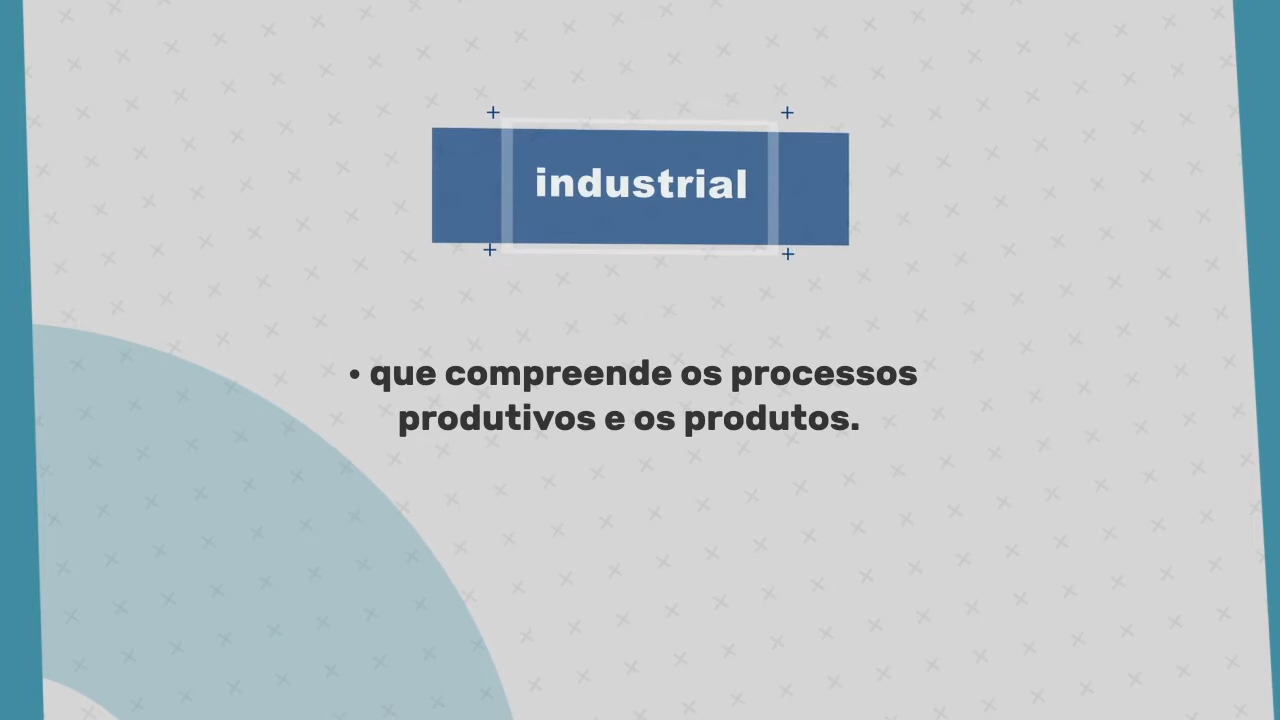 industrial
• que compreende os processos
produtivos e os produtos.